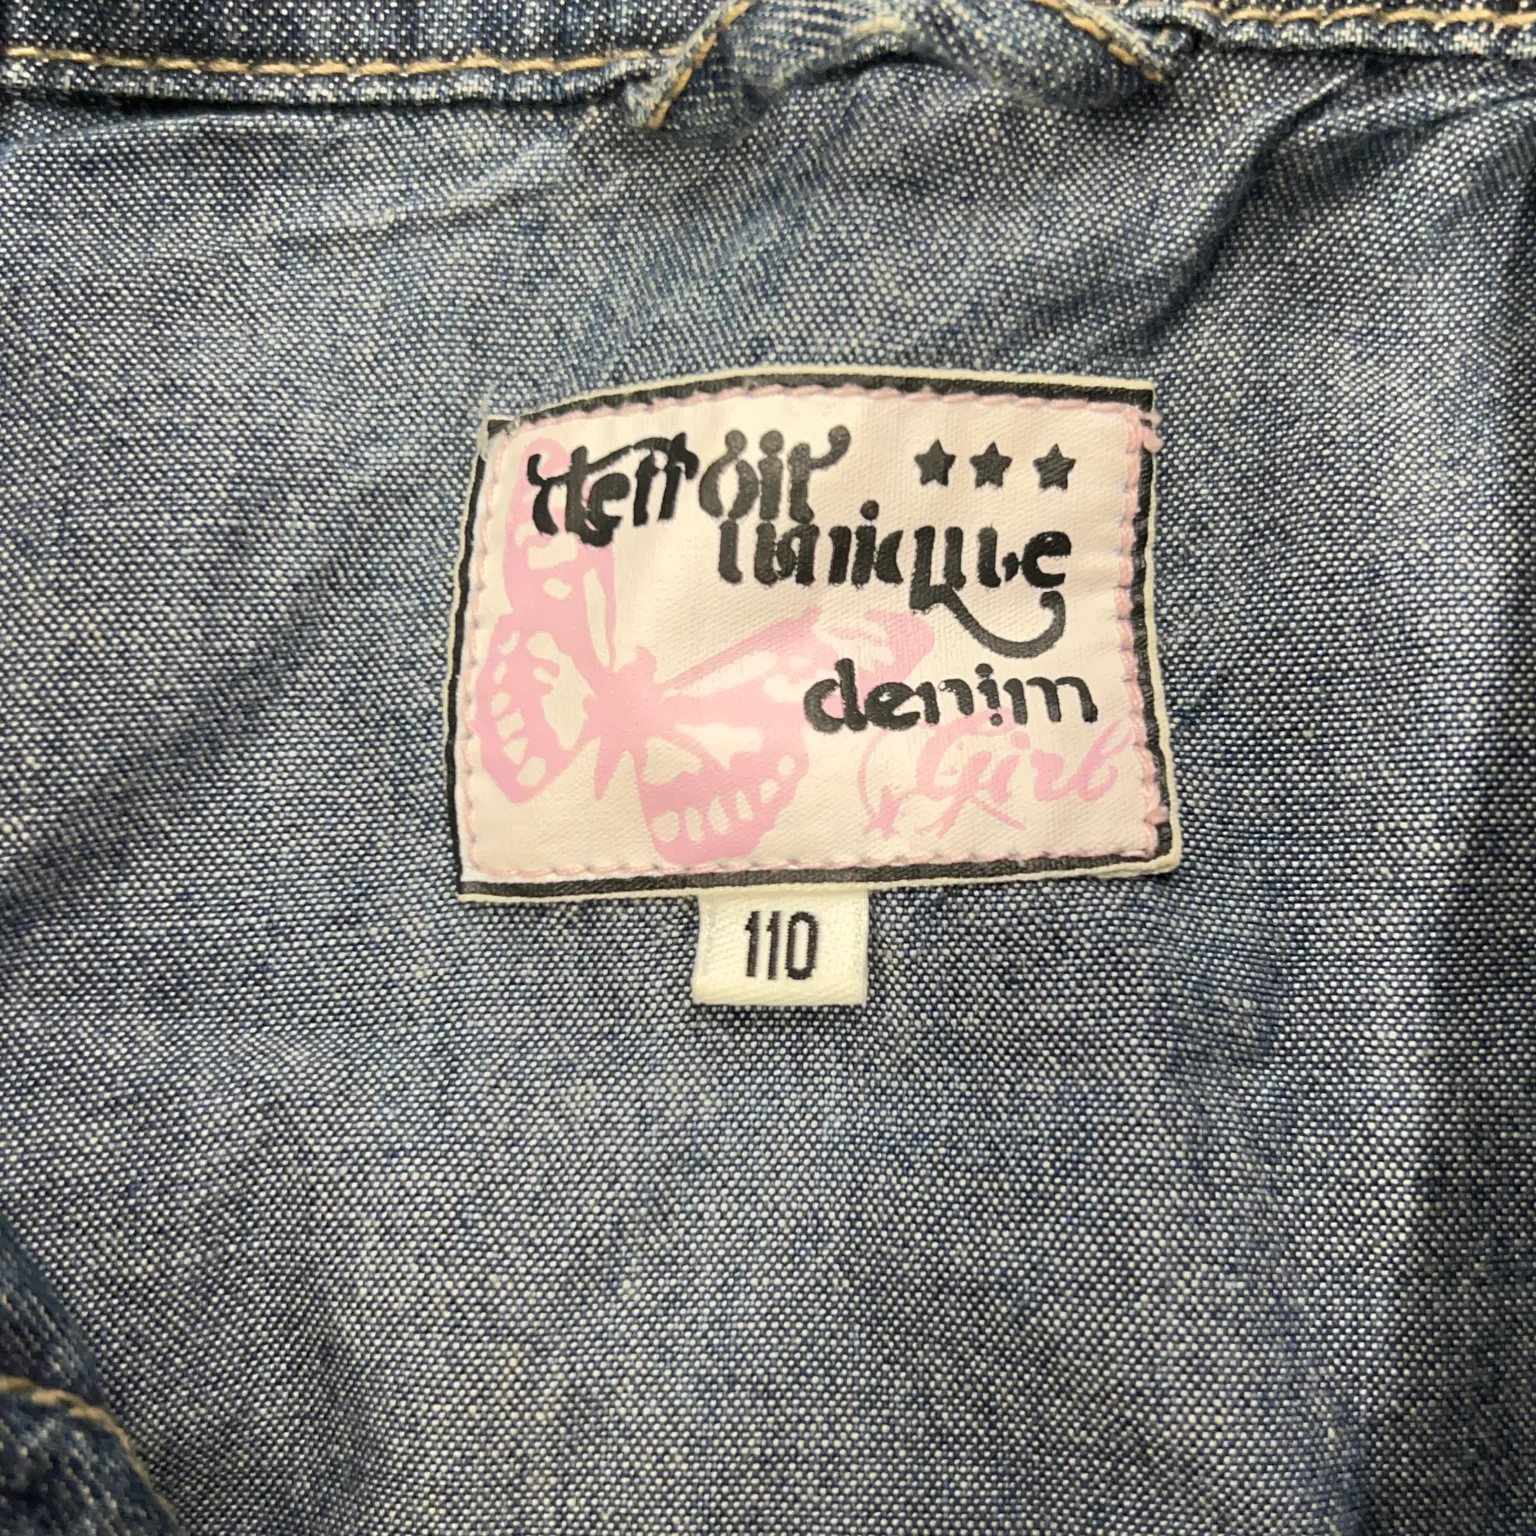 detroit
unique
denim
Girl
110